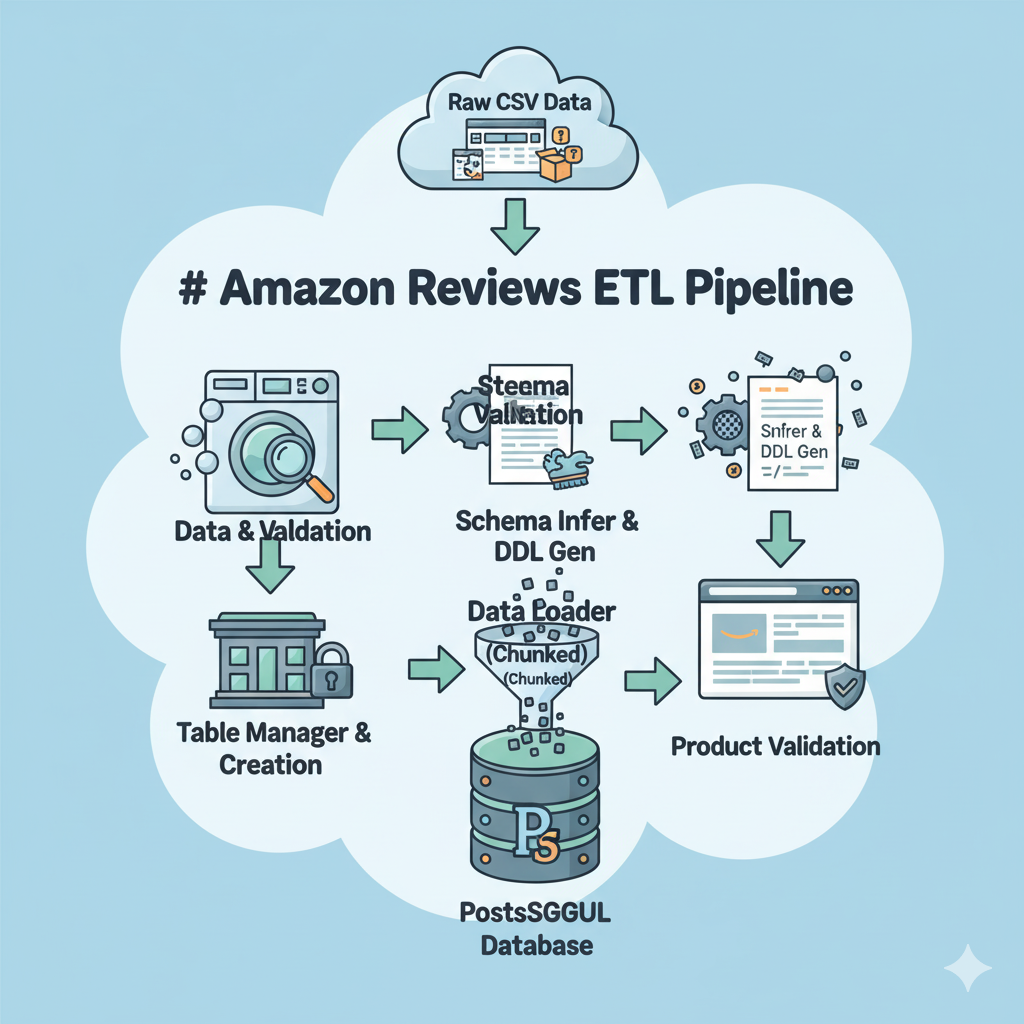 Raw CSV Data
# Amazon Reviews ETL Pipeline
Steema
Valnation
Snfrer &
DDL Gen
=/
Data & Valdation
Schema Infer &
DDL Gen
Data Loader
(Chunked)
(Chunked)
Table Manager &
Creation
Product Validation
Ps
PostsSGGUL
Database